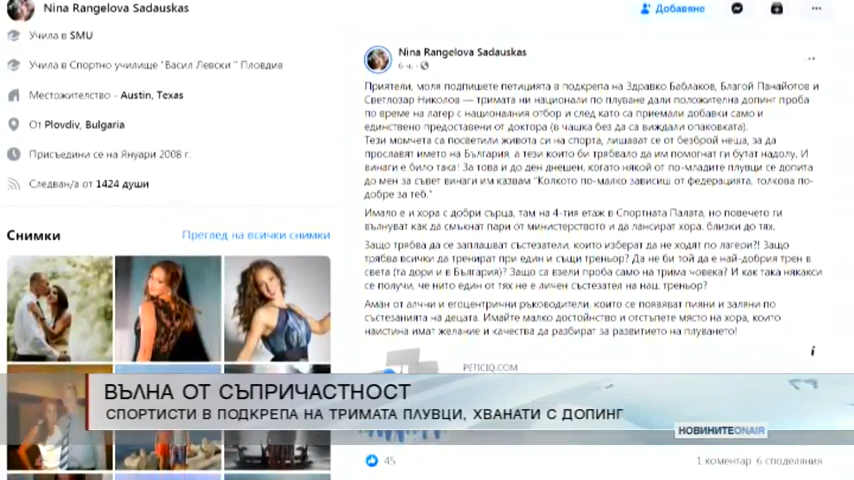 Nina Rangelova Sadauskas
Добавяне
Учила в SMU
Учила в Спортно училище "Васил Левски " Пловдив
Местожителство - Austin, Texas
От Plovdiv, Bulgaria
Присъедини се на Януари 2008 г.
Следван/а от 1424 души
Снимки
Преглед на всички снимки
Nina Rangelova Sadauskas
6 ч. ·
Приятели, моля подпишете петицията в подкрепа на Здравко Баблаков, Благой Панайотов и
Светлозар Николов — тримата ни национали по плуване дали положителна допинг проба
по време на лагер с националния отбор и след като са приемали добавки само и
единствено предоставени от доктора (в чашка без да са виждали опаковката).
Тези момчета са посветили живота си на спорта, лишават се от безброй неща, за да
прославят името на България, а тези които би трябвало да им помогнат ги бутат надолу. И
винаги е било така! За това и до ден днешен, когато някой от по-младите плувци се допита
до мен за съвет винаги им казвам "Колкото по-малко зависиш от федерацията, толкова по-
добре за теб."
Имало е и хора с добри сърца, там на 4-тия етаж в Спортната Палата, но повечето ги
вълнуват как да смъкнат пари от министерството и да лансират хора, близки до тях.
Защо трябва да се заплашват състезатели, които изберат да не ходят по лагери?! Защо
трябва всички да тренират при един и същи треньор? Да не би той да е най-добрия трен в
света (та дори и в България)? Защо са взели проба само на трима човека? И как така някакси
се получи, че нито един от тях не е личен състезател на нац. треньор?
Аман от алчни и егоцентрични ръководители, които се появяват пияни и заляни по
състезанията на децата. Имайте малко достойнство и отстъпете място на хора, които
наистина имат желание и качества да разбират за развитието на плуването!
PETICIQ.COM
ВЪЛНА ОТ СЪПРИЧАСТНОСТ
СПОРТИСТИ В ПОДКРЕПА НА ТРИМАТА ПЛУВЦИ, ХВАНАТИ С ДОПИНГ
НОВИНИТЕ ONAIR
45
1 коментар 6 споделяния